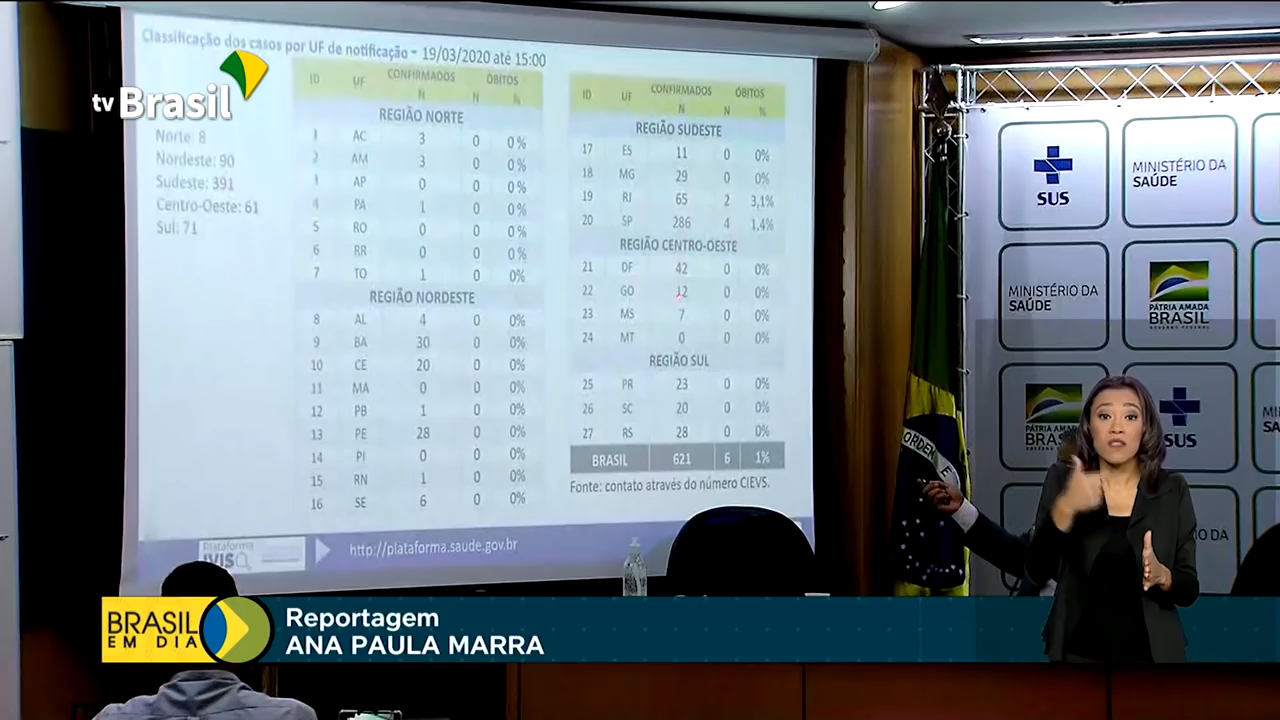 Classificação dos casos por UF de notificação – 19/03/2020 até 15:00
tv Brasil
Norte: 8
Nordeste: 90
Sudeste: 391
Centro-Oeste: 61
Sul: 71
ID UF CONFIRMADOS ÓBITOS
N N %
REGIÃO NORTE
1 AC 3 0 0%
2 AM 3 0 0%
3 AP 0 0 0%
4 PA 1 0 0%
5 RO 0 0 0%
6 RR 0 0 0%
7 TO 1 0 0%
REGIÃO NORDESTE
8 AL 4 0 0%
9 BA 30 0 0%
10 CE 20 0 0%
11 MA 0 0 0%
12 PB 1 0 0%
13 PE 28 0 0%
14 PI 0 0 0%
15 RN 1 0 0%
16 SE 6 0 0%
ID UF CONFIRMADOS ÓBITOS
N N %
REGIÃO SUDESTE
17 ES 11 0 0%
18 MG 29 0 0%
19 RJ 65 2 3,1%
20 SP 286 4 1,4%
REGIÃO CENTRO-OESTE
21 DF 42 0 0%
22 GO 12 0 0%
23 MS 7 0 0%
24 MT 0 0 0%
REGIÃO SUL
25 PR 23 0 0%
26 SC 20 0 0%
27 RS 28 0 0%
BRASIL 621 6 1%
Fonte: contato através do número CIEVS.
Plataforma
IVIS
http://plataforma.saude.gov.br
SUS
MINISTÉRIO DA
SAÚDE
MINISTÉRIO DA
SAÚDE
PÁTRIA AMADA
BRASIL
GOVERNO FEDERAL
PÁTRIA AMADA
BRAS
SUS
MI
SA
ORDEM E
RIO DA
BRASIL
EM DIA
Reportagem
ANA PAULA MARRA